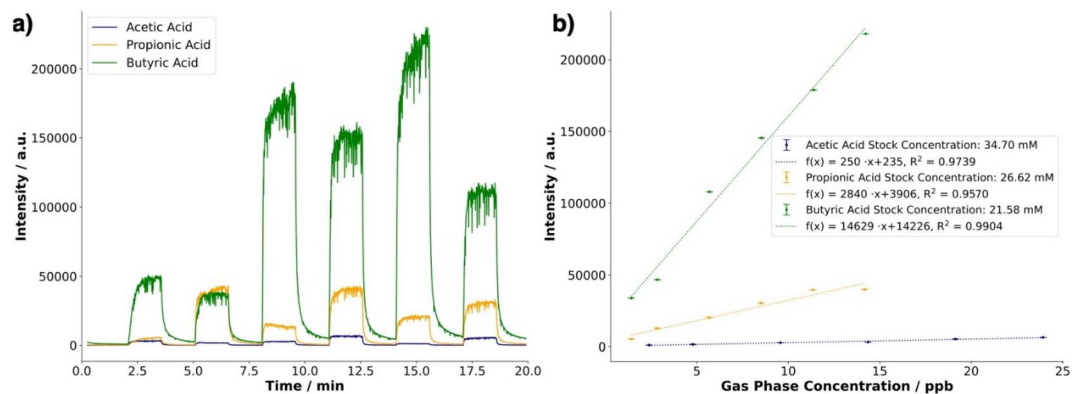 a)
Acetic Acid
Propionic Acid
Butyric Acid
200000
150000
100000
50000
0
Intensity / a.u.
0.0 2.5 5.0 7.5 10.0 12.5 15.0 17.5 20.0
Time / min
b)
200000
150000
100000
50000
0
Intensity / a.u.
Acetic Acid Stock Concentration: 34.70 mM
f(x) = 250 ·x+235, R² = 0.9739
Propionic Acid Stock Concentration: 26.62 mM
f(x) = 2840 ·x+3906, R² = 0.9570
Butyric Acid Stock Concentration: 21.58 mM
f(x) = 14629 ·x+14226, R² = 0.9904
0 5 10 15 20 25
Gas Phase Concentration / ppb